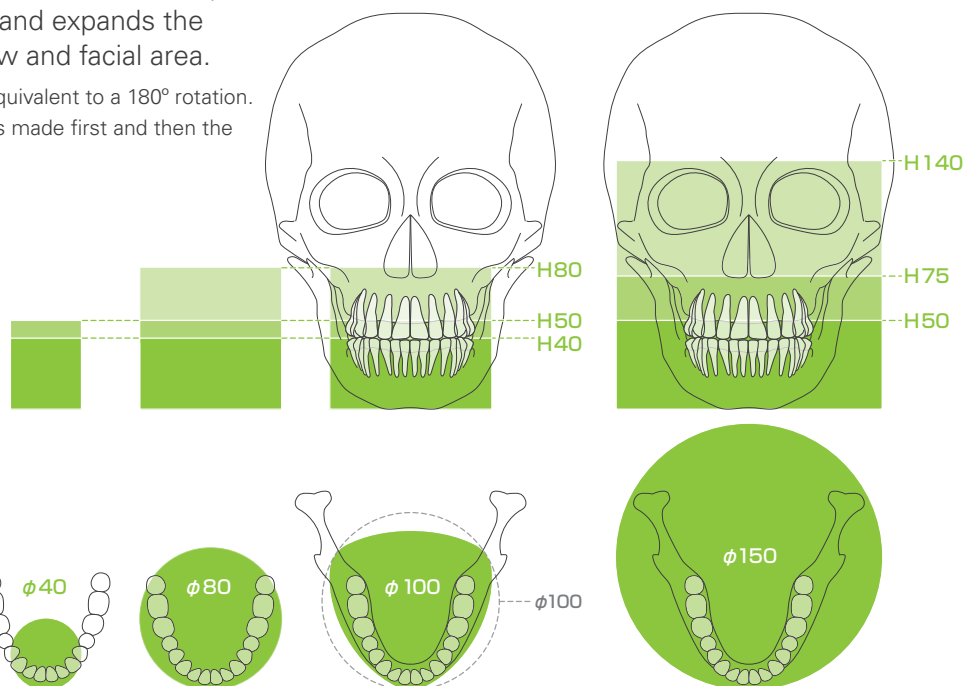 and expands the
w and facial area.
quivalent to a 180º rotation.
s made first and then the
H140
H80
H75
H50
H50
H40
φ40
φ80
φ100
φ100
φ150